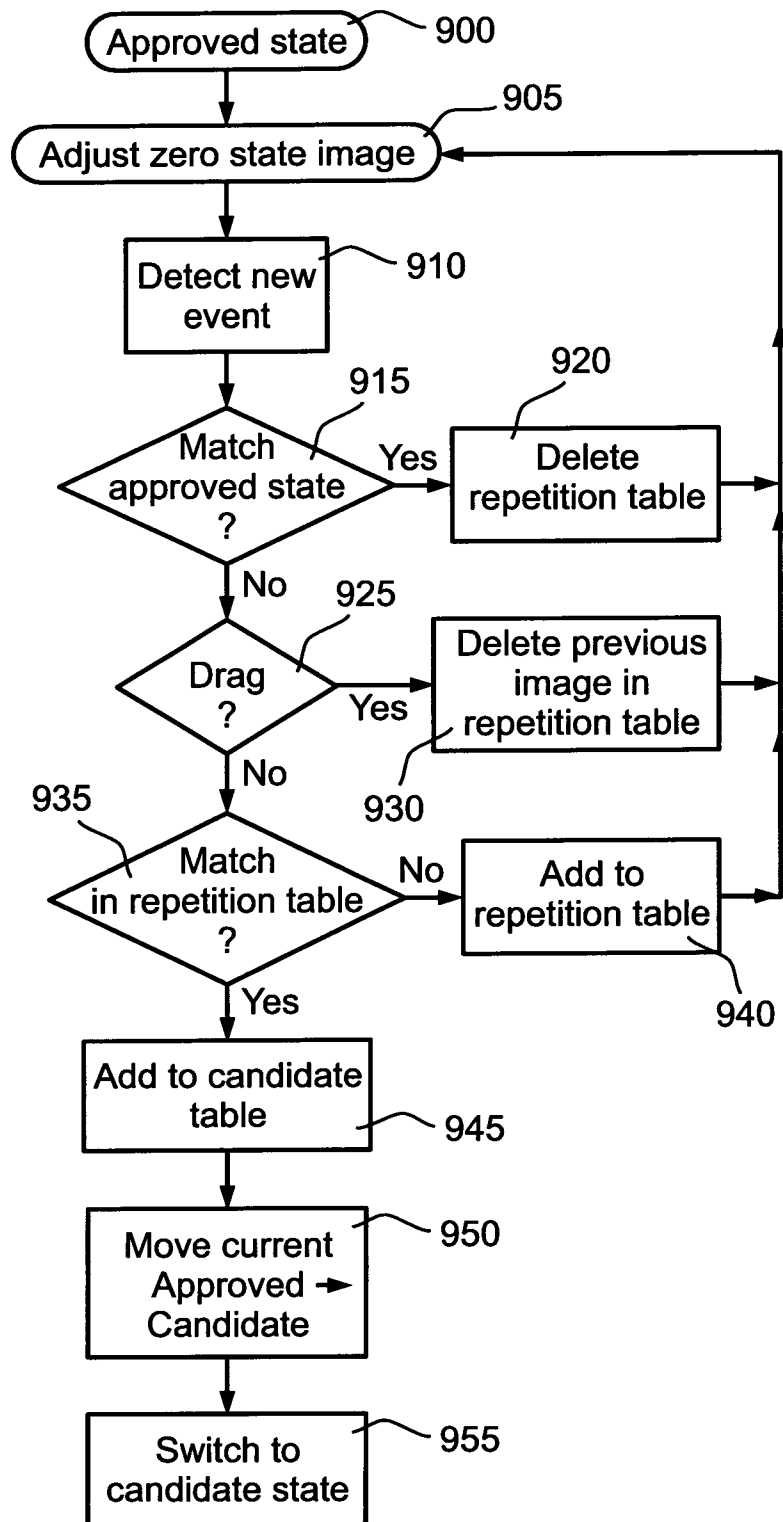 Approved state
900
905
Adjust zero state image
910
Detect new
event
915
Match
approved state
?
Yes
920
Delete
repetition table
No
925
Drag
?
Yes
Delete previous
image in
repetition table
930
No
935
Match
in repetition table
?
No
Add to
repetition table
940
Yes
Add to candidate
table
945
950
Move current
Approved →
Candidate
Switch to
candidate state
955